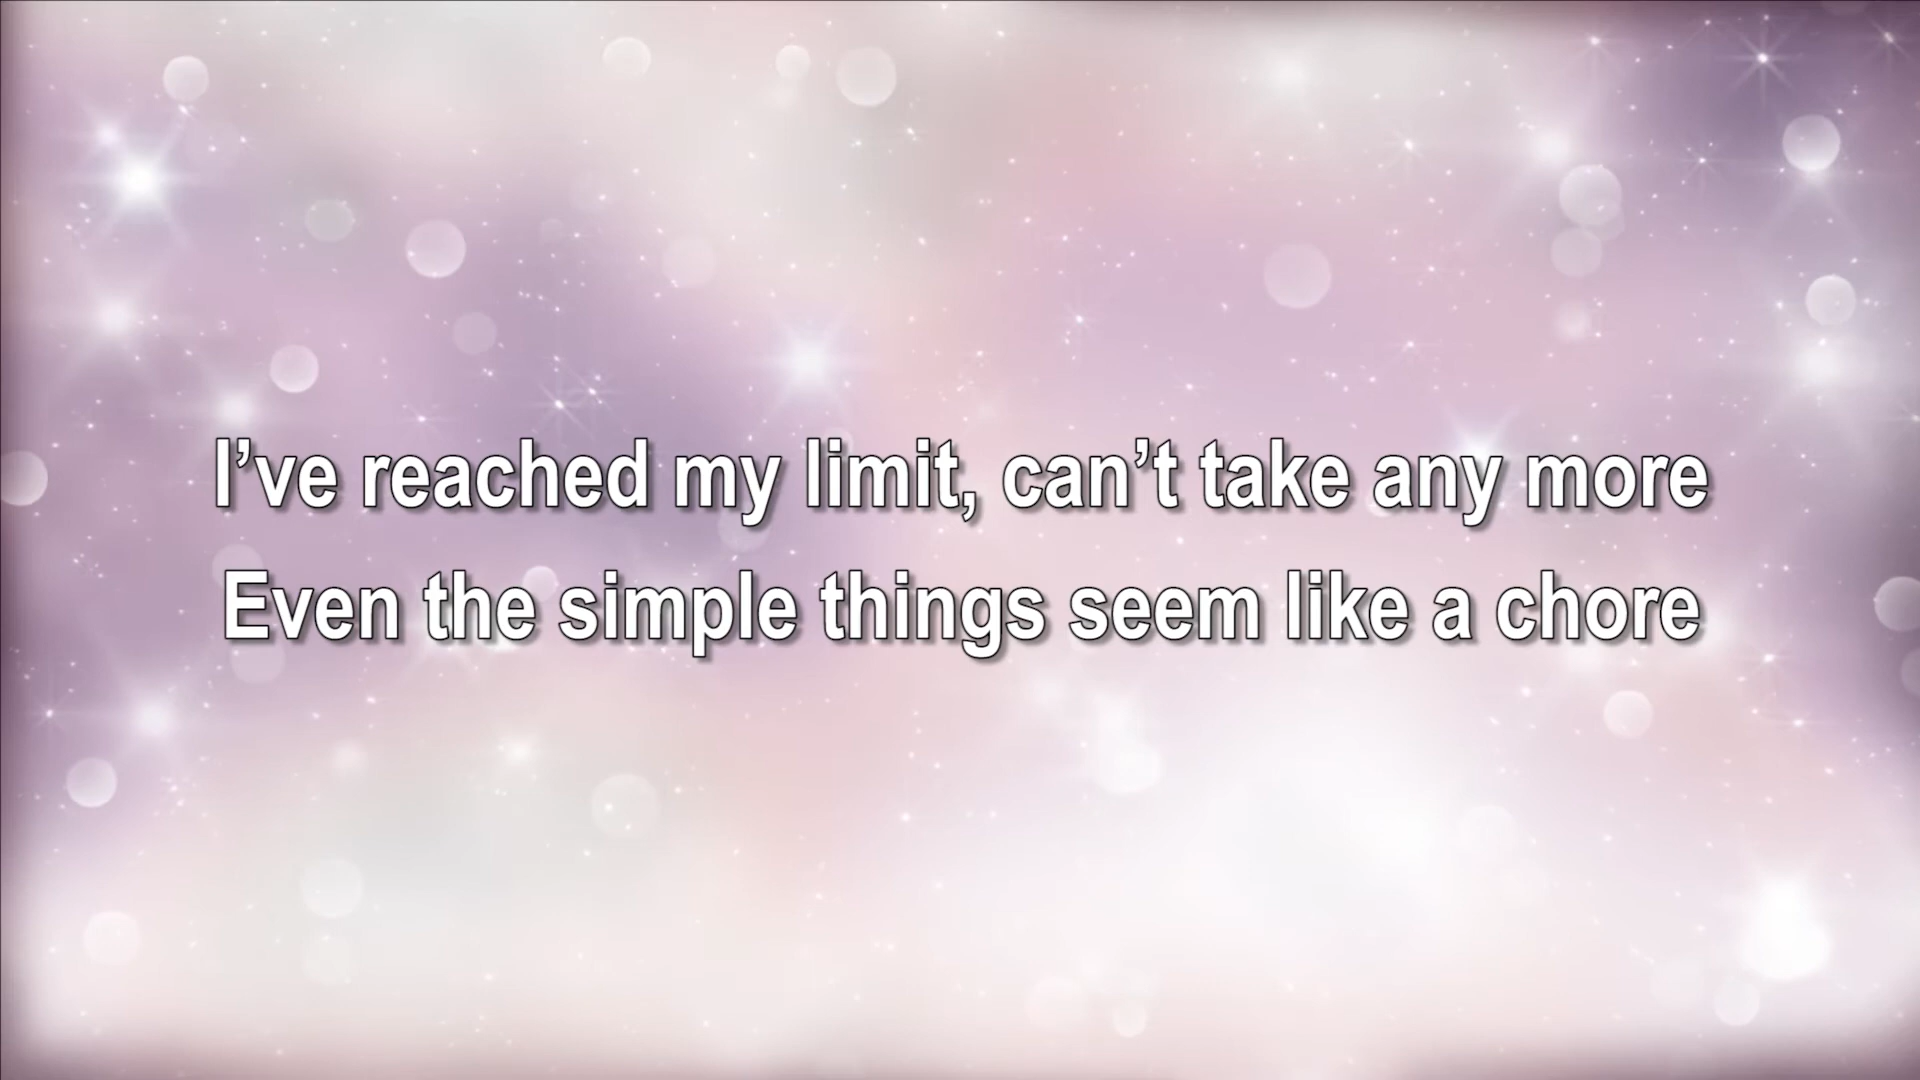 I’ve reached my limit, can’t take any more
Even the simple things seem like a chore